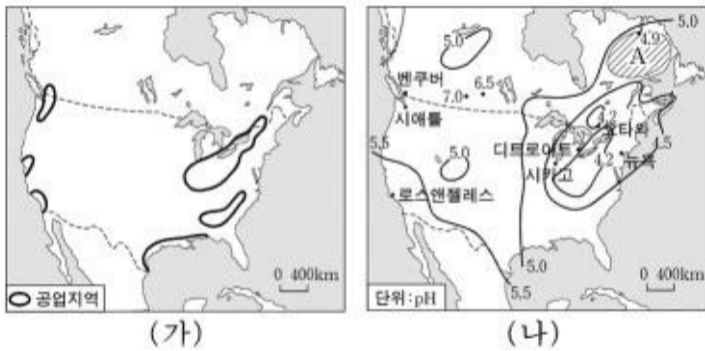 0 400km
공업지역
(가)
5.0
5.0
4.9
A
벤쿠버
6.5
7.0
시애틀
4.2
오타와
5.5
5.0
디트로이트
4.2
뉴욕
4.5
시카고
로스앤젤레스
0 400km
5.0
5.5
단위:pH
(나)